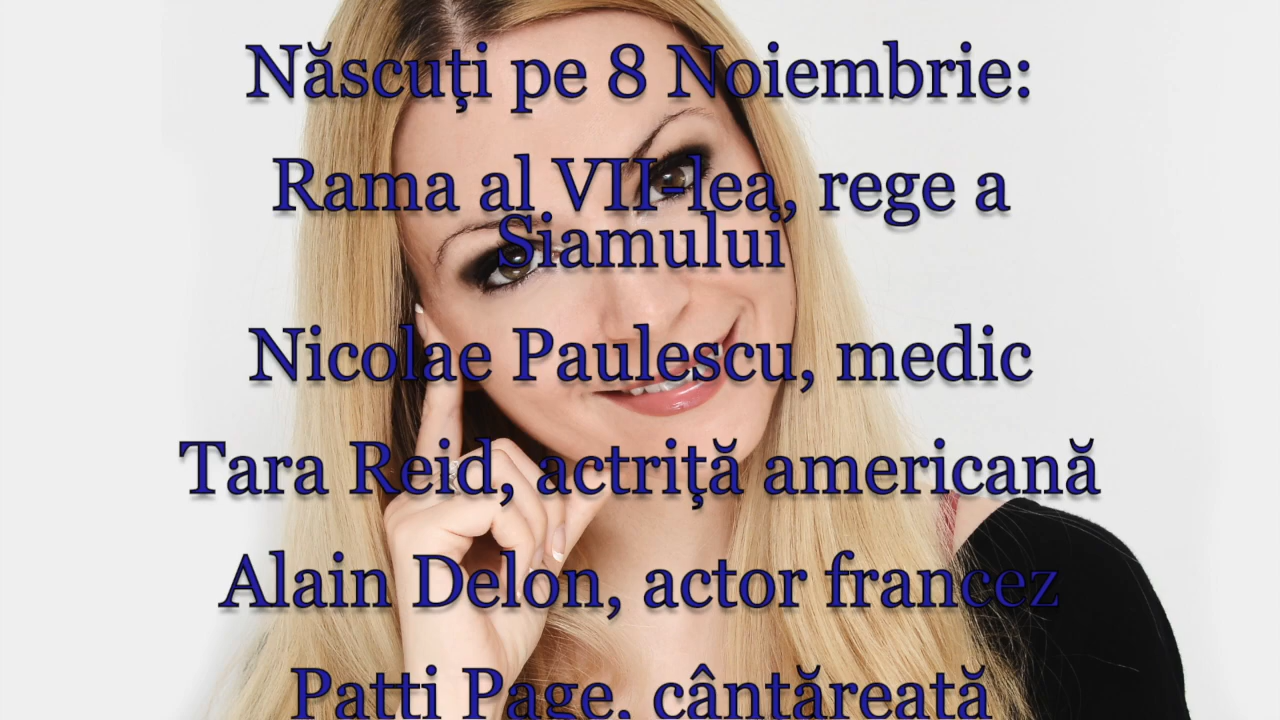 Născuţi pe 8 Noiembrie:
Rama al VII-lea, rege a
Siamului
Nicolae Paulescu, medic
Tara Reid, actriţă americană
Alain Delon, actor francez
Patti Page, cântăreată